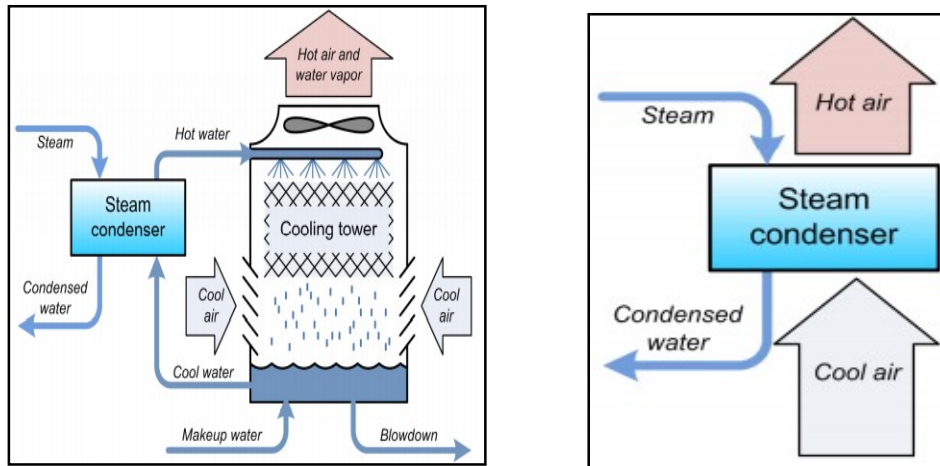 Hot air and
water vapor
Hot water
Steam
Steam
condenser
Cooling tower
Cool
air
Cool
air
Condensed
water
Cool water
Makeup water
Blowdown
Hot air
Steam
Steam
condenser
Condensed
water
Cool air